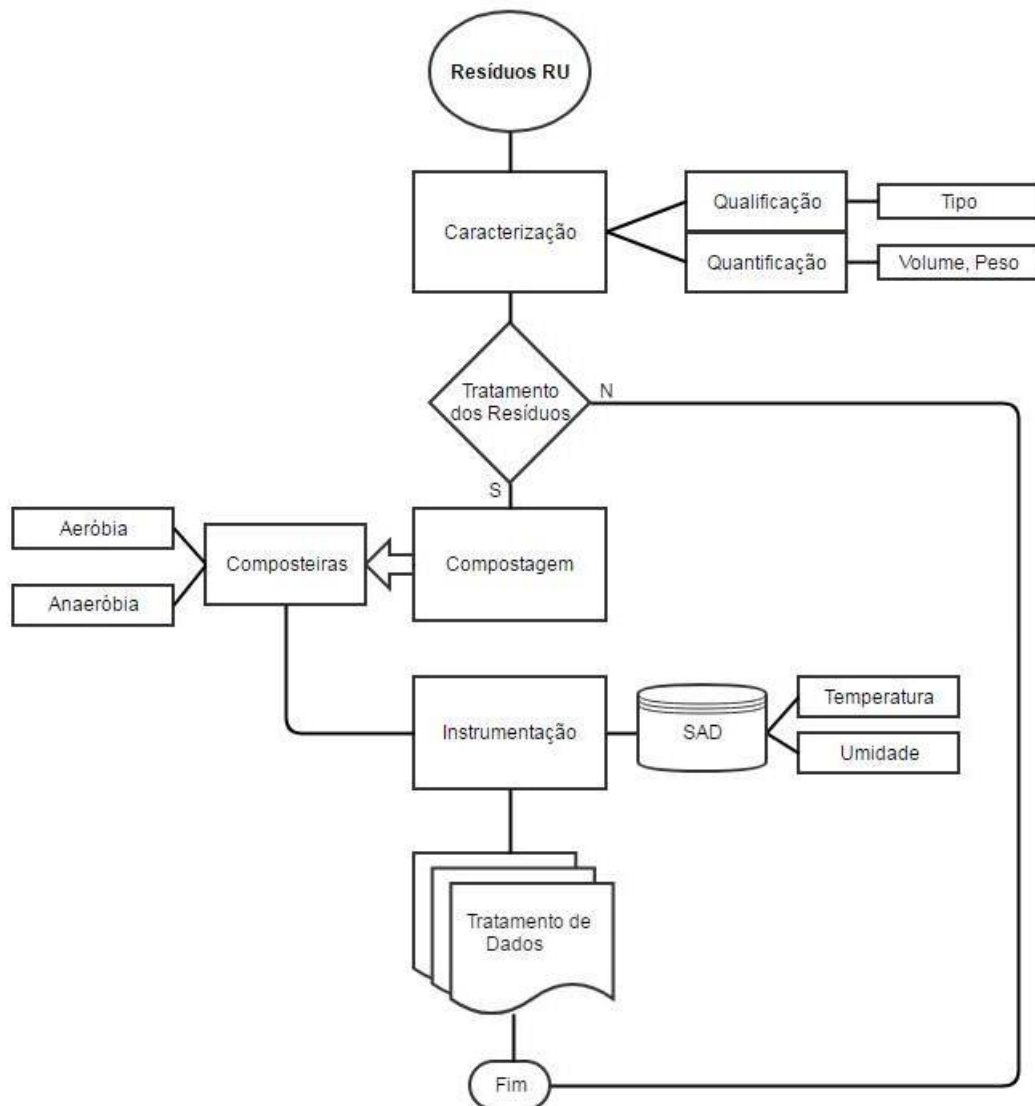 Resíduos RU
Caracterização
Qualificação
Tipo
Quantificação
Volume, Peso
Tratamento
dos Resíduos
N
S
Aeróbia
Anaeróbia
Composteiras
Compostagem
Instrumentação
SAD
Temperatura
Umidade
Tratamento de
Dados
Fim